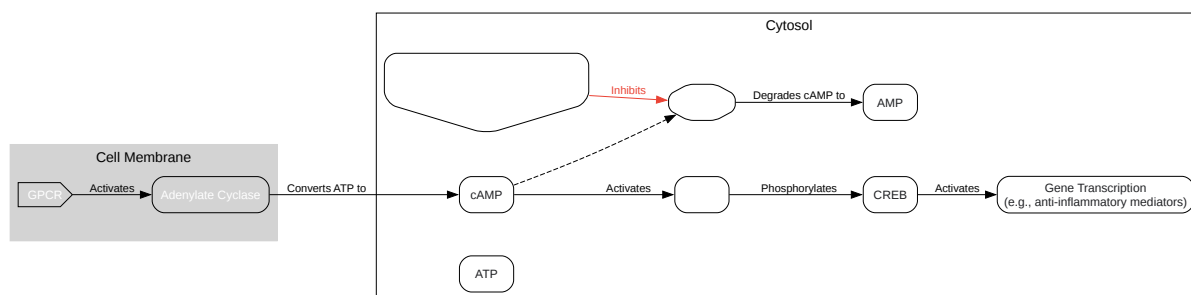 Cytosol
Inhibits
Degrades cAMP to
AMP
Cell Membrane
GPCR
Activates
Adenylate Cyclase
Converts ATP to
cAMP
Activates
Phosphorylates
CREB
Activates
Gene Transcription
(e.g., anti-inflammatory mediators)
ATP